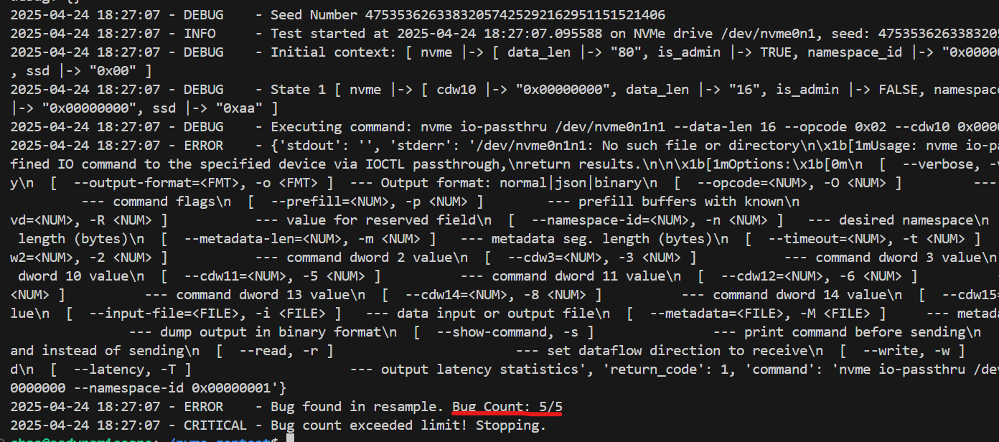 debug: {}
2025-04-24 18:27:07 - DEBUG    - Seed Number 47535362633832057425292162951151521406
2025-04-24 18:27:07 - INFO     - Test started at 2025-04-24 18:27:07.095588 on NVMe drive /dev/nvme0n1, seed: 4753536263383205
2025-04-24 18:27:07 - DEBUG    - Initial context: [ nvme |-> [ data_len |-> "80", is_admin |-> TRUE, namespace_id |-> "0x00000
, ssd |-> "0x00" ]
2025-04-24 18:27:07 - DEBUG    - State 1 [ nvme |-> [ cdw10 |-> "0x00000000", data_len |-> "16", is_admin |-> FALSE, namespac
|-> "0x00000000", ssd |-> "0xaa" ]
2025-04-24 18:27:07 - DEBUG    - Executing command: nvme io-passthru /dev/nvme0n1n1 --data-len 16 --opcode 0x02 --cdw10 0x0000
2025-04-24 18:27:07 - ERROR    - {'stdout': '', 'stderr': '/dev/nvme0n1n1: No such file or directory\n\x1b[1mUsage: nvme io-pa
fined IO command to the specified device via IOCTL passthrough,\nreturn results.\n\n\x1b[1mOptions:\x1b[0m\n  [  --verbose, -v
y\n  [  --output-format=<FMT>, -o <FMT> ]  --- Output format: normal|json|binary\n  [  --opcode=<NUM>, -O <NUM> ]          ---
--- command flags\n  [  --prefill=<NUM>, -p <NUM> ]        --- prefill buffers with known\n
vd=<NUM>, -R <NUM> ]           --- value for reserved field\n  [  --namespace-id=<NUM>, -n <NUM> ]   --- desired namespace\n
length (bytes)\n  [  --metadata-len=<NUM>, -m <NUM> ]   --- metadata seg. length (bytes)\n  [  --timeout=<NUM>, -t <NUM> ]
w2=<NUM>, -2 <NUM> ]           --- command dword 2 value\n  [  --cdw3=<NUM>, -3 <NUM> ]           --- command dword 3 value\n
dword 10 value\n  [  --cdw11=<NUM>, -5 <NUM> ]          --- command dword 11 value\n  [  --cdw12=<NUM>, -6 <NUM> ]
<NUM> ]          --- command dword 13 value\n  [  --cdw14=<NUM>, -8 <NUM> ]          --- command dword 14 value\n  [  --cdw15=
lue\n  [  --input-file=<FILE>, -i <FILE> ]   --- data input or output file\n  [  --metadata=<FILE>, -M <FILE> ]     --- metad
--- dump output in binary format\n  [  --show-command, -s ]               --- print command before sending\n
and instead of sending\n  [  --read, -r ]                       --- set dataflow direction to receive\n  [  --write, -w ]
d\n  [  --latency, -T ]                    --- output latency statistics', 'return_code': 1, 'command': 'nvme io-passthru /dev
0000000 --namespace-id 0x00000001'}
2025-04-24 18:27:07 - ERROR    - Bug found in resample. Bug Count: 5/5
2025-04-24 18:27:07 - CRITICAL - Bug count exceeded limit! Stopping.